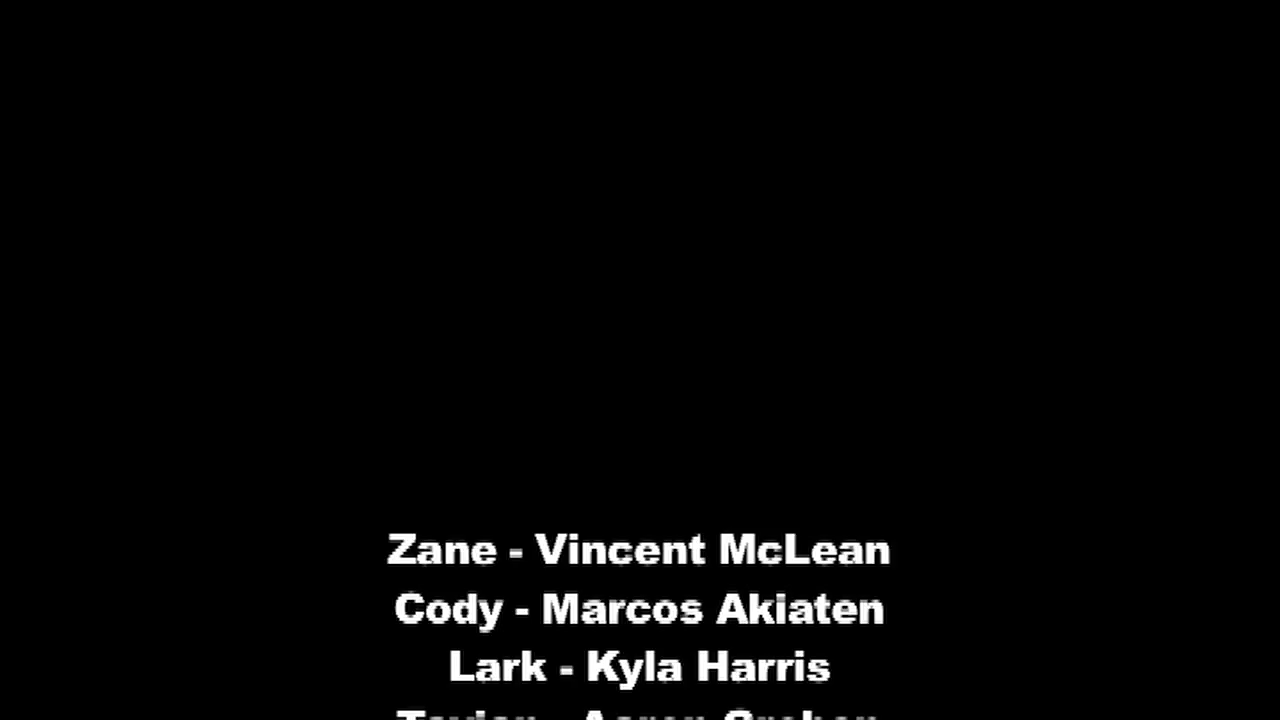 Zane - Vincent McLean
Cody - Marcos Akiaten
Lark - Kyla Harris